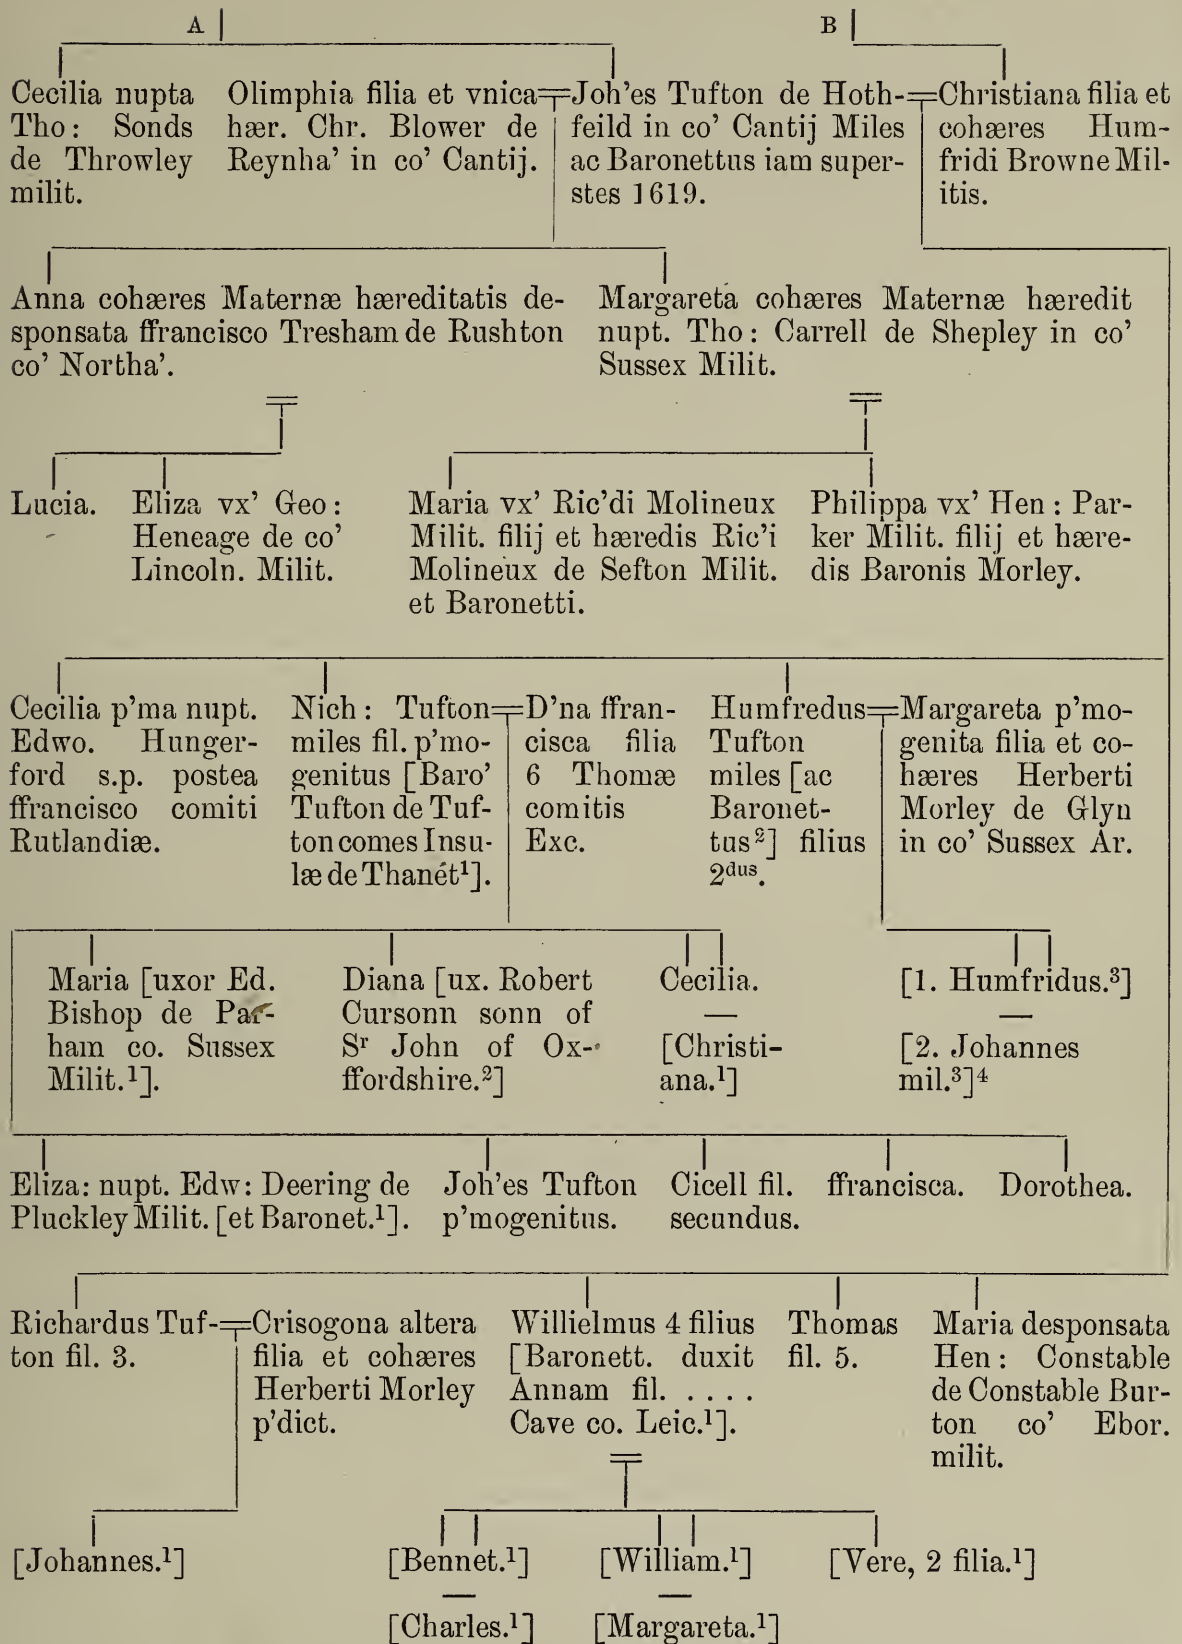 A B
Cecilia nupta
Tho: Sonds
de Throwley
milit.
Olimphia filia et vnica
hær. Chr. Blower de
Reynha' in co' Cantij.
Joh'es Tufton de Hoth-
feild in co' Cantij Miles
ac Baronettus iam super-
stes 1619.
Christiana filia et
cohæres Hum-
fridi Browne Mil-
itis.
Anna cohæres Maternæ hæreditatis de-
sponsata ffrancisco Tresham de Rushton
co' Northa'.
Margareta cohæres Maternæ hæredit
nupt. Tho: Carrell de Shepley in co'
Sussex Milit.
Lucia.
Eliza vx' Geo:
Heneage de co'
Lincoln. Milit.
Maria vx' Ric'di Molineux
Milit. filij et hæredis Ric'i
Molineux de Sefton Milit.
et Baronetti.
Philippa vx' Hen: Par-
ker Milit. filij et hære-
dis Baronis Morley.
Cecilia p'ma nupt.
Edwo. Hunger-
ford s.p. postea
ffrancisco comiti
Rutlandiæ.
Nich: Tufton
miles fil. p'mo-
genitus [Baro'
Tufton de Tuf-
ton comes Insu-
læ de Thanét¹].
D'na ffran-
cisca filia
6 Thomæ
comitis
Exc.
Humfredus
Tufton
miles [ac
Baronet-
tus²] filius
2dus.
Margareta p'mo-
genita filia et co-
hæres Herberti
Morley de Glyn
in co' Sussex Ar.
Maria [uxor Ed.
Bishop de Par-
ham co. Sussex
Milit.¹].
Diana [ux. Robert
Cursonn sonn of
Sr John of Ox-
ffordshire.²]
Cecilia.
—
[Christi-
ana.¹]
[1. Humfridus.³]
—
[2. Johannes
mil.³]⁴
Eliza: nupt. Edw: Deering de
Pluckley Milit. [et Baronet.¹].
Joh'es Tufton
p'mogenitus.
Cicell fil.
secundus.
ffrancisca.
Dorothea.
Richardus Tuf-
ton fil. 3.
Crisogona altera
filia et cohæres
Herberti Morley
p'dict.
Willielmus 4 filius
[Baronett. duxit
Annam fil. . . . .
Cave co. Leic.¹].
Thomas
fil. 5.
Maria desponsata
Hen: Constable
de Constable Bur-
ton co' Ebor.
milit.
[Johannes.¹]
[Bennet.¹]
—
[Charles.¹]
[William.¹]
—
[Margareta.¹]
[Vere, 2 filia.¹]